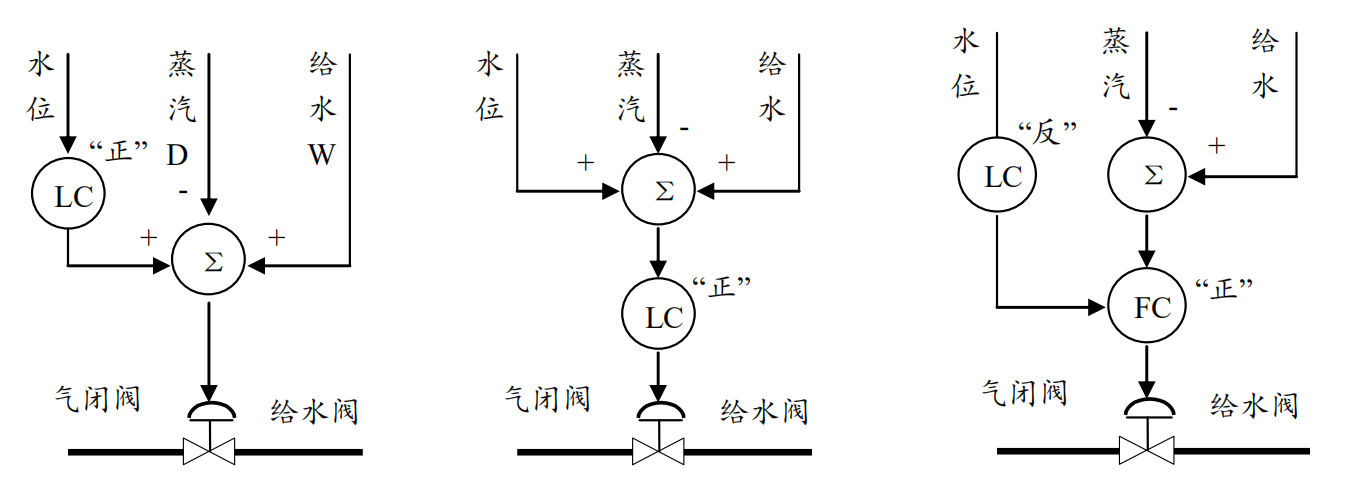 水位
蒸汽D
给水W
“正”
-
LC
+
+
Σ
气闭阀
给水阀
水位
蒸汽
给水
-
+
+
Σ
“正”
LC
气闭阀
给水阀
水位
蒸汽
给水
-
“反”
+
LC
Σ
“正”
FC
气闭阀
给水阀